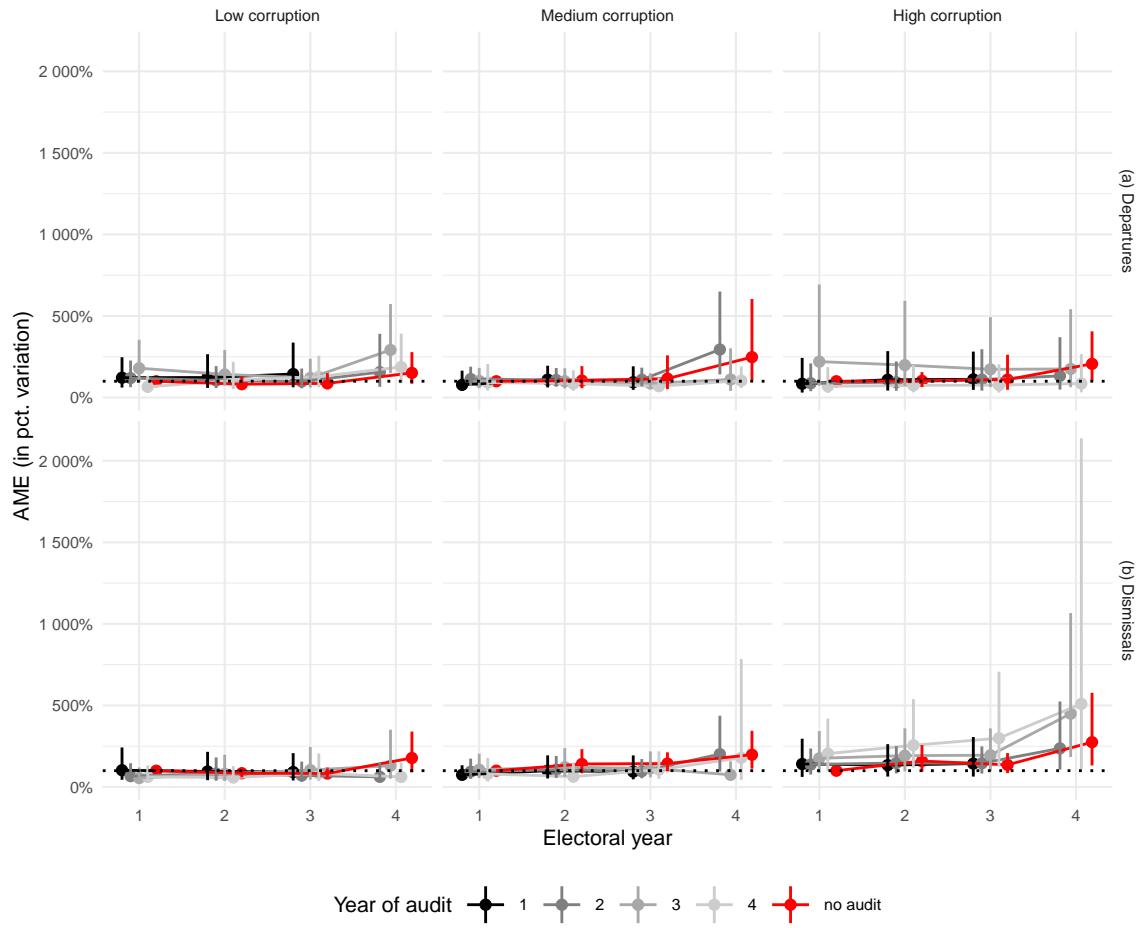 Low corruption
Medium corruption
High corruption
2 000%
1 500%
1 000%
500%
0%
(a) Departures
AME (in pct. variation)
2 000%
1 500%
1 000%
500%
0%
(b) Dismissals
1 2 3 4
1 2 3 4
1 2 3 4
Electoral year
Year of audit 1 2 3 4 no audit